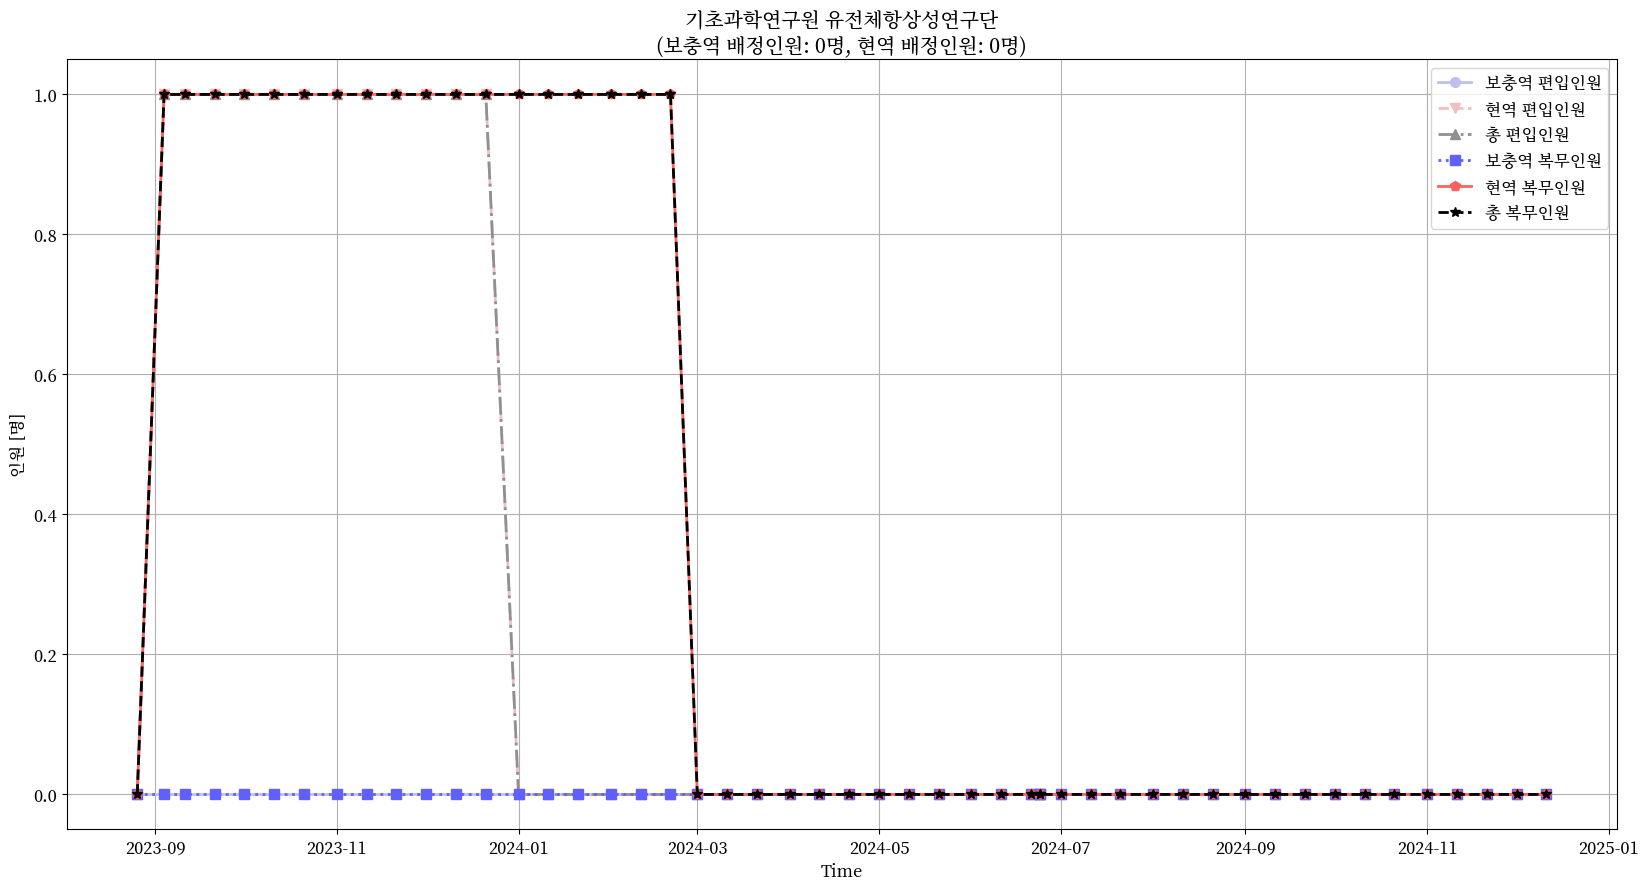 기초과학연구원 유전체항상성연구단
(보충역 배정인원: 0명, 현역 배정인원: 0명)
보충역 편입인원
현역 편입인원
총 편입인원
보충역 복무인원
현역 복무인원
총 복무인원
인원 [명]
1.0
0.8
0.6
0.4
0.2
0.0
2023-09
2023-11
2024-01
2024-03
2024-05
2024-07
2024-09
2024-11
2025-01
Time